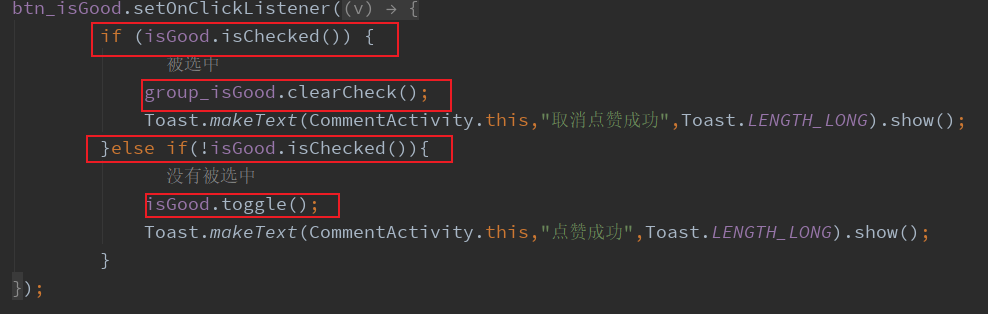 btn_isGood.setOnClickListener((v) → {
if (isGood.isChecked()) {
被选中
group_isGood.clearCheck();
Toast.makeText(CommentActivity.this,"取消点赞成功",Toast.LENGTH_LONG).show();
}else if(!isGood.isChecked()){
没有被选中
isGood.toggle();
Toast.makeText(CommentActivity.this,"点赞成功",Toast.LENGTH_LONG).show();
}
});